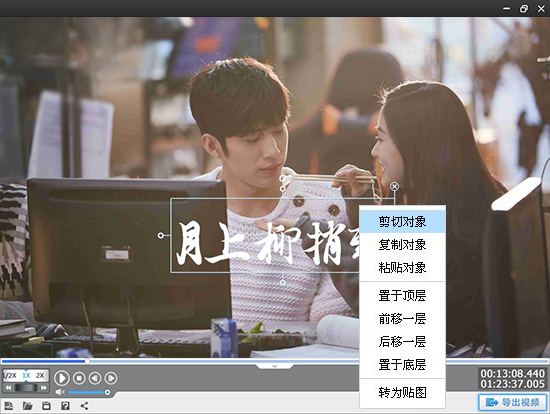 月上柳梢
剪切对象
复制对象
粘贴对象
置于顶层
前移一层
后移一层
置于底层
转为贴图
1/2X 1X 2X
00:13:08.440
01:23:37.005
导出视频